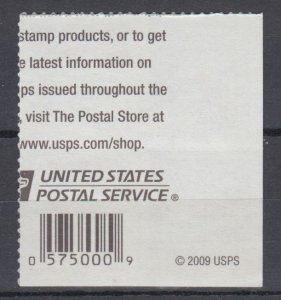 stamp products, or to get
e latest information on
ps issued throughout the
, visit The Postal Store at
www.usps.com/shop.
UNITED STATES
POSTAL SERVICE ®
0 575000 9
© 2009 USPS